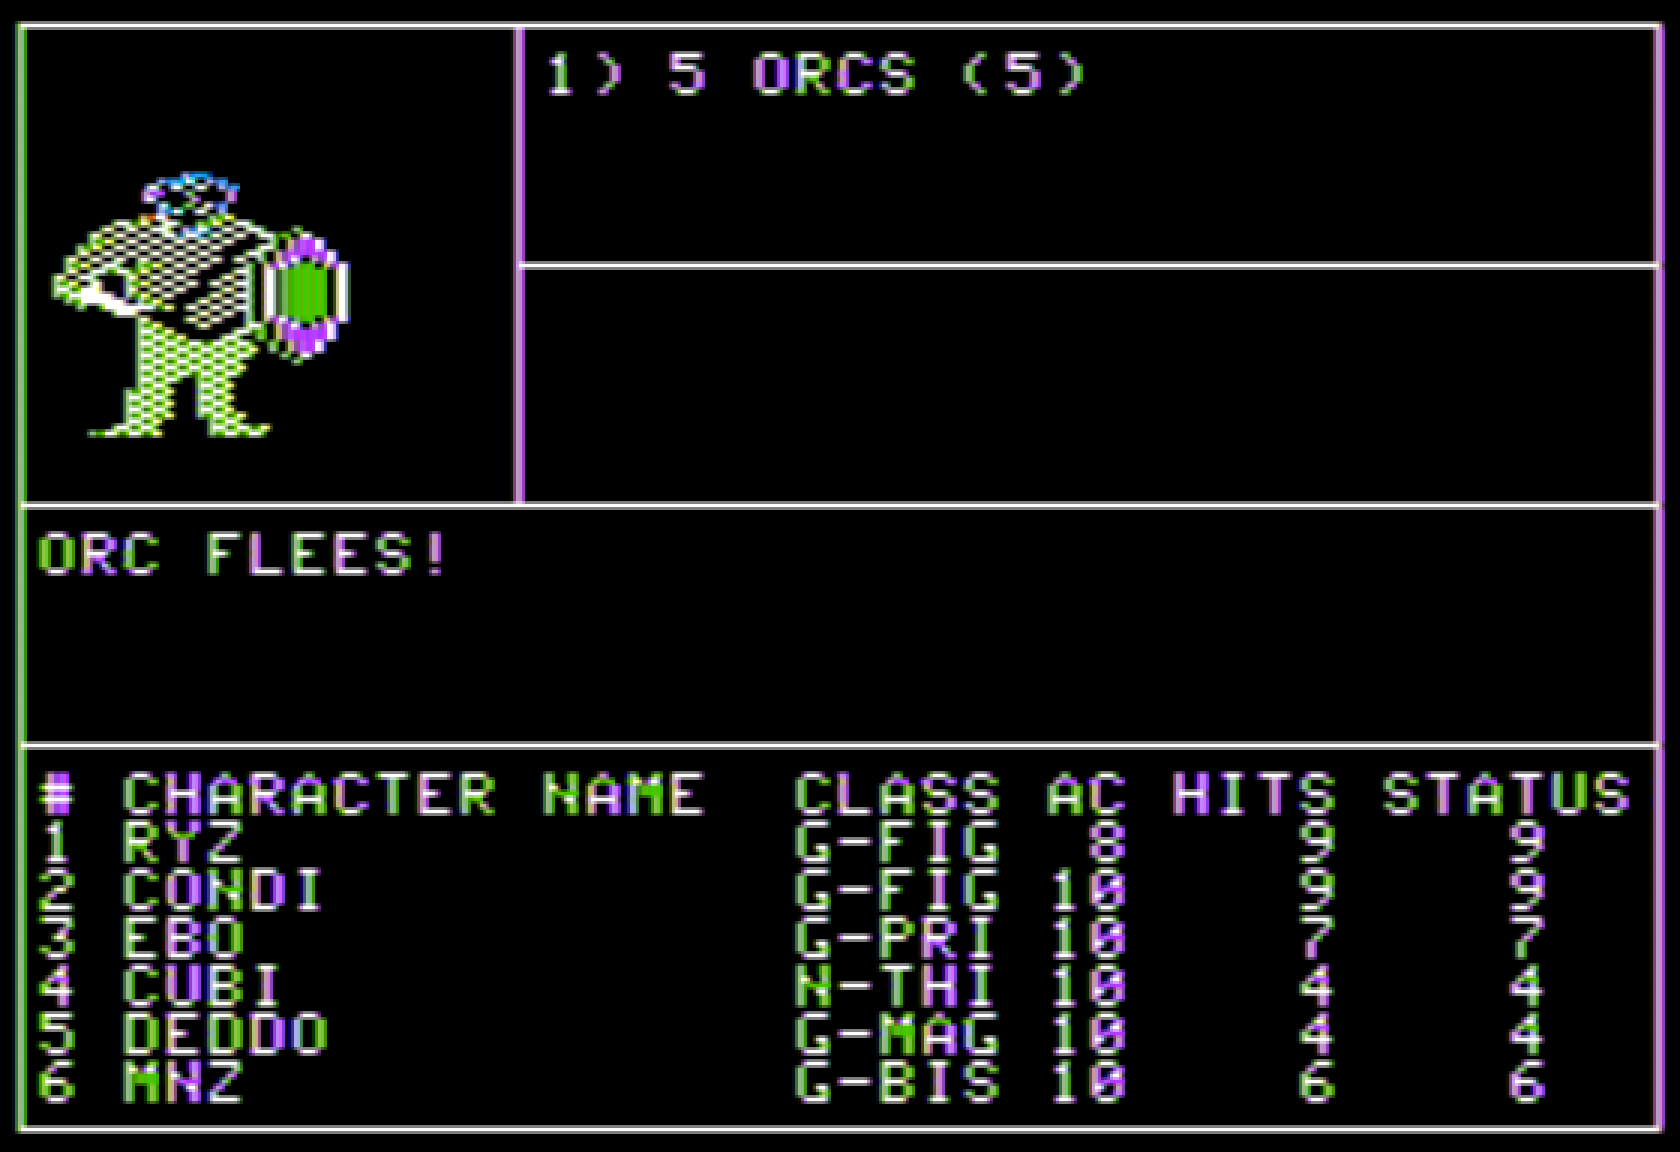 1) 5 ORCS (5)
ORC FLEES!
# CHARACTER NAME CLASS AC HITS STATUS
1 RYZ G-FIG 8 9 9
2 CONDI G-FIG 10 9 9
3 EBO G-PRI 10 7 7
4 CUBI N-THI 10 4 4
5 DEDDO G-MAG 10 4 4
6 MNZ G-BIS 10 6 6